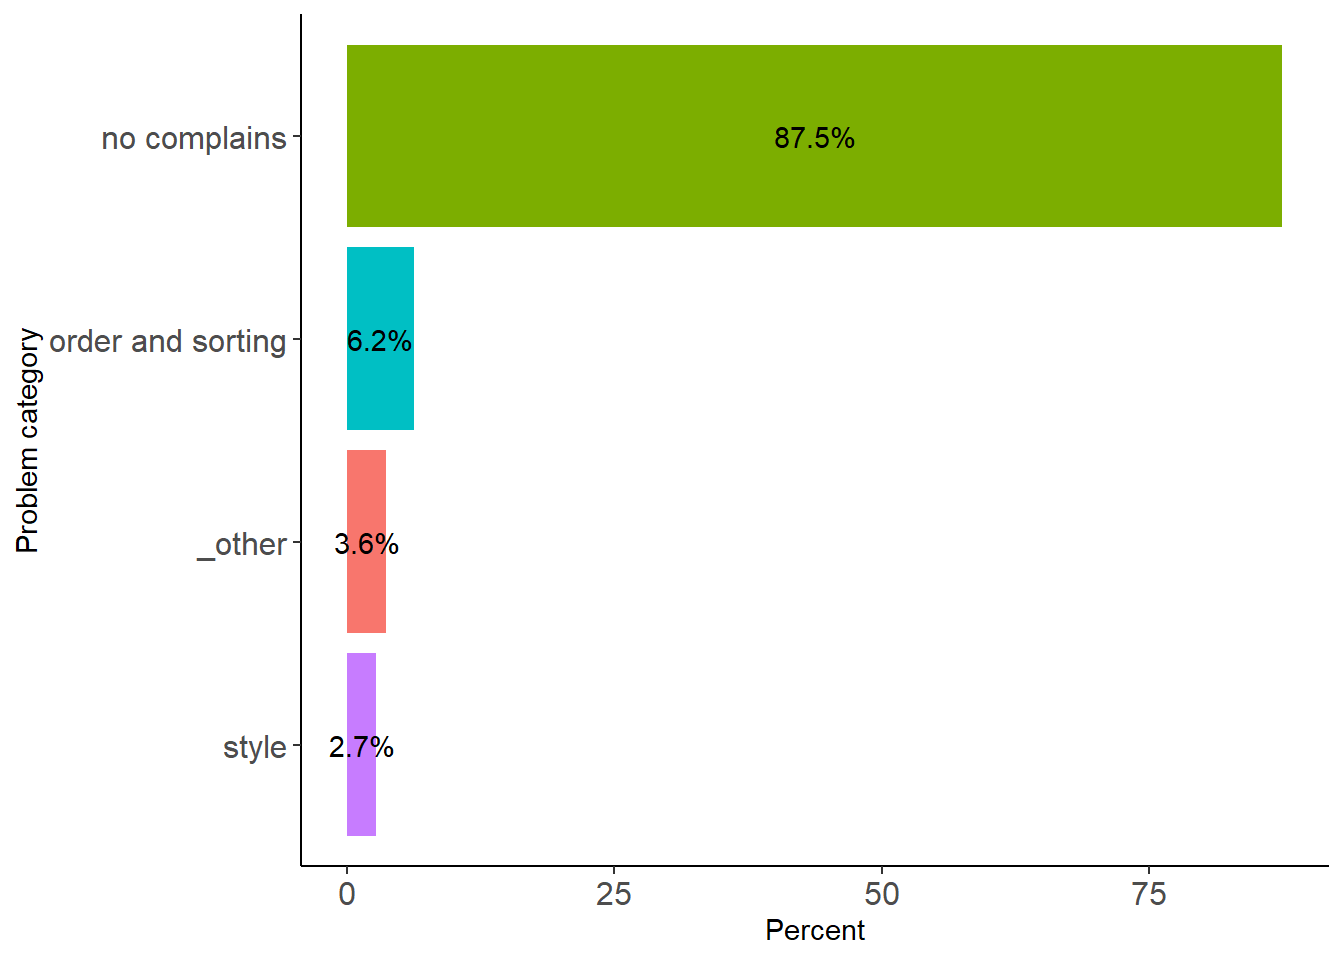 no complains
87.5%
order and sorting
6.2%
_other
3.6%
style
2.7%
0
25
50
75
Percent
Problem category